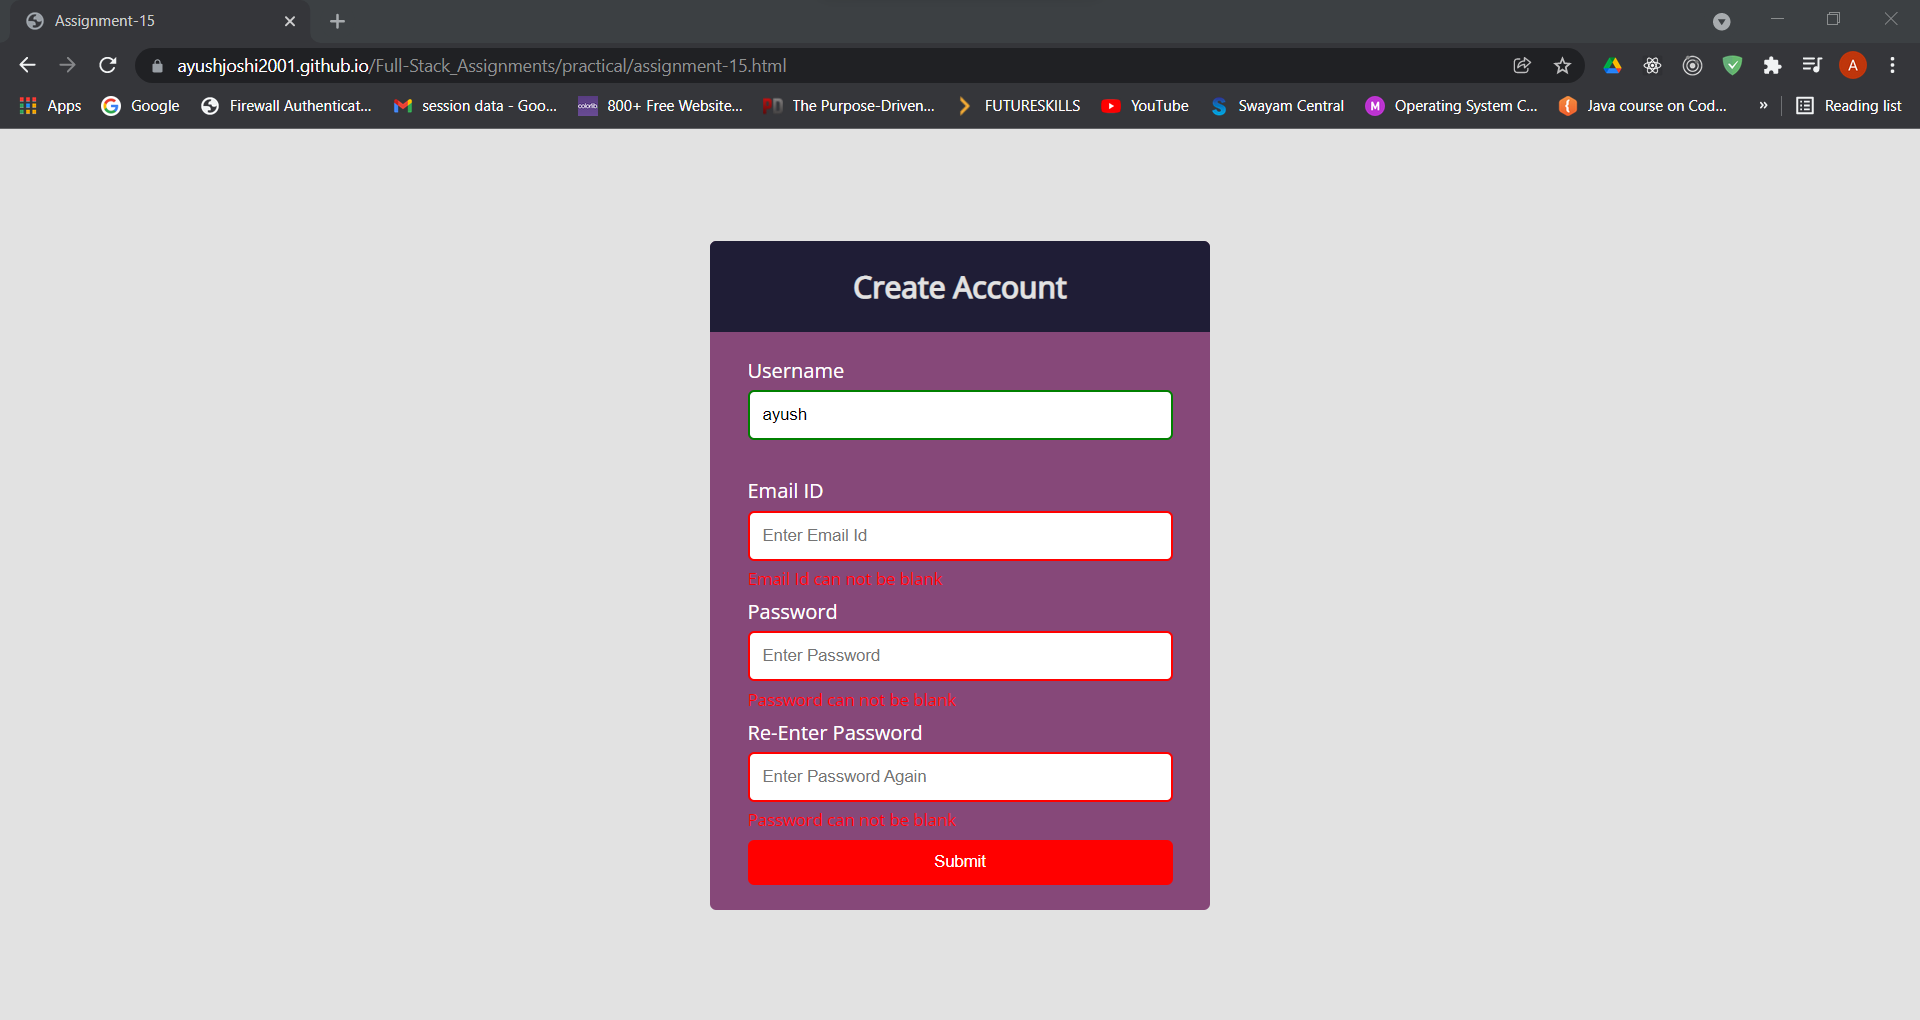 Assignment-15
ayushjoshi2001.github.io/Full-Stack_Assignments/practical/assignment-15.html
A
Apps Google Firewall Authenticat... session data - Goo... colorlib 800+ Free Website... The Purpose-Driven... FUTURESKILLS YouTube Swayam Central M Operating System C... Java course on Cod... » Reading list
Create Account
Username
ayush
Email ID
Enter Email Id
Email Id can not be blank
Password
Enter Password
Password can not be blank
Re-Enter Password
Enter Password Again
Password can not be blank
Submit